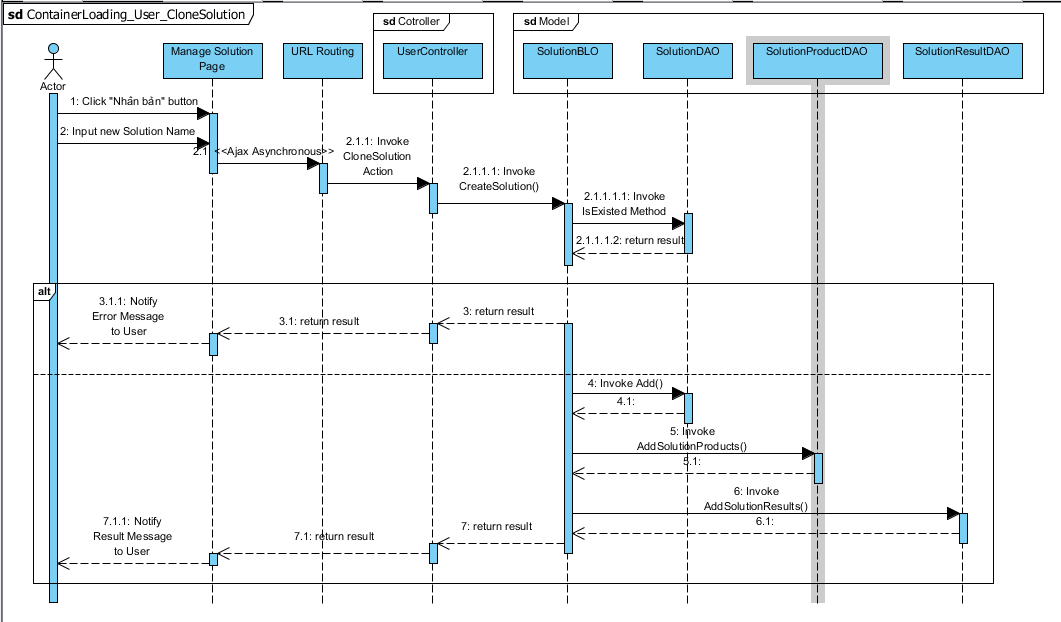 sd ContainerLoading_User_CloneSolution
sd Cotroller
sd Model
Actor
Manage Solution
Page
URL Routing
UserController
SolutionBLO
SolutionDAO
SolutionProductDAO
SolutionResultDAO
1: Click "Nhân bản" button
2: Input new Solution Name
2.1: <<Ajax Asynchronous>>
2.1.1: Invoke
CloneSolution
Action
2.1.1.1: Invoke
CreateSolution()
2.1.1.1.1: Invoke
IsExisted Method
2.1.1.1.2: return result
alt
3: return result
3.1: return result
3.1.1: Notify
Error Message
to User
4: Invoke Add()
4.1:
5: Invoke
AddSolutionProducts()
5.1:
6: Invoke
AddSolutionResults()
6.1:
7: return result
7.1: return result
7.1.1: Notify
Result Message
to User